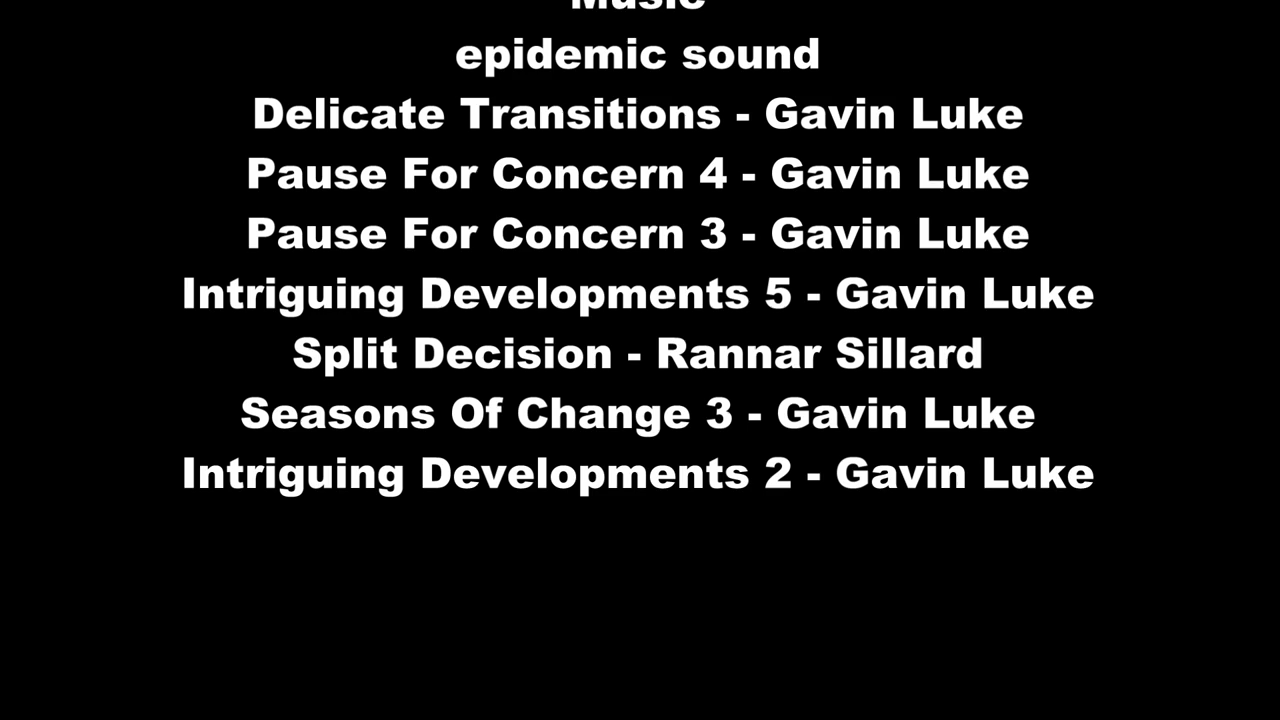 Music
epidemic sound
Delicate Transitions - Gavin Luke
Pause For Concern 4 - Gavin Luke
Pause For Concern 3 - Gavin Luke
Intriguing Developments 5 - Gavin Luke
Split Decision - Rannar Sillard
Seasons Of Change 3 - Gavin Luke
Intriguing Developments 2 - Gavin Luke